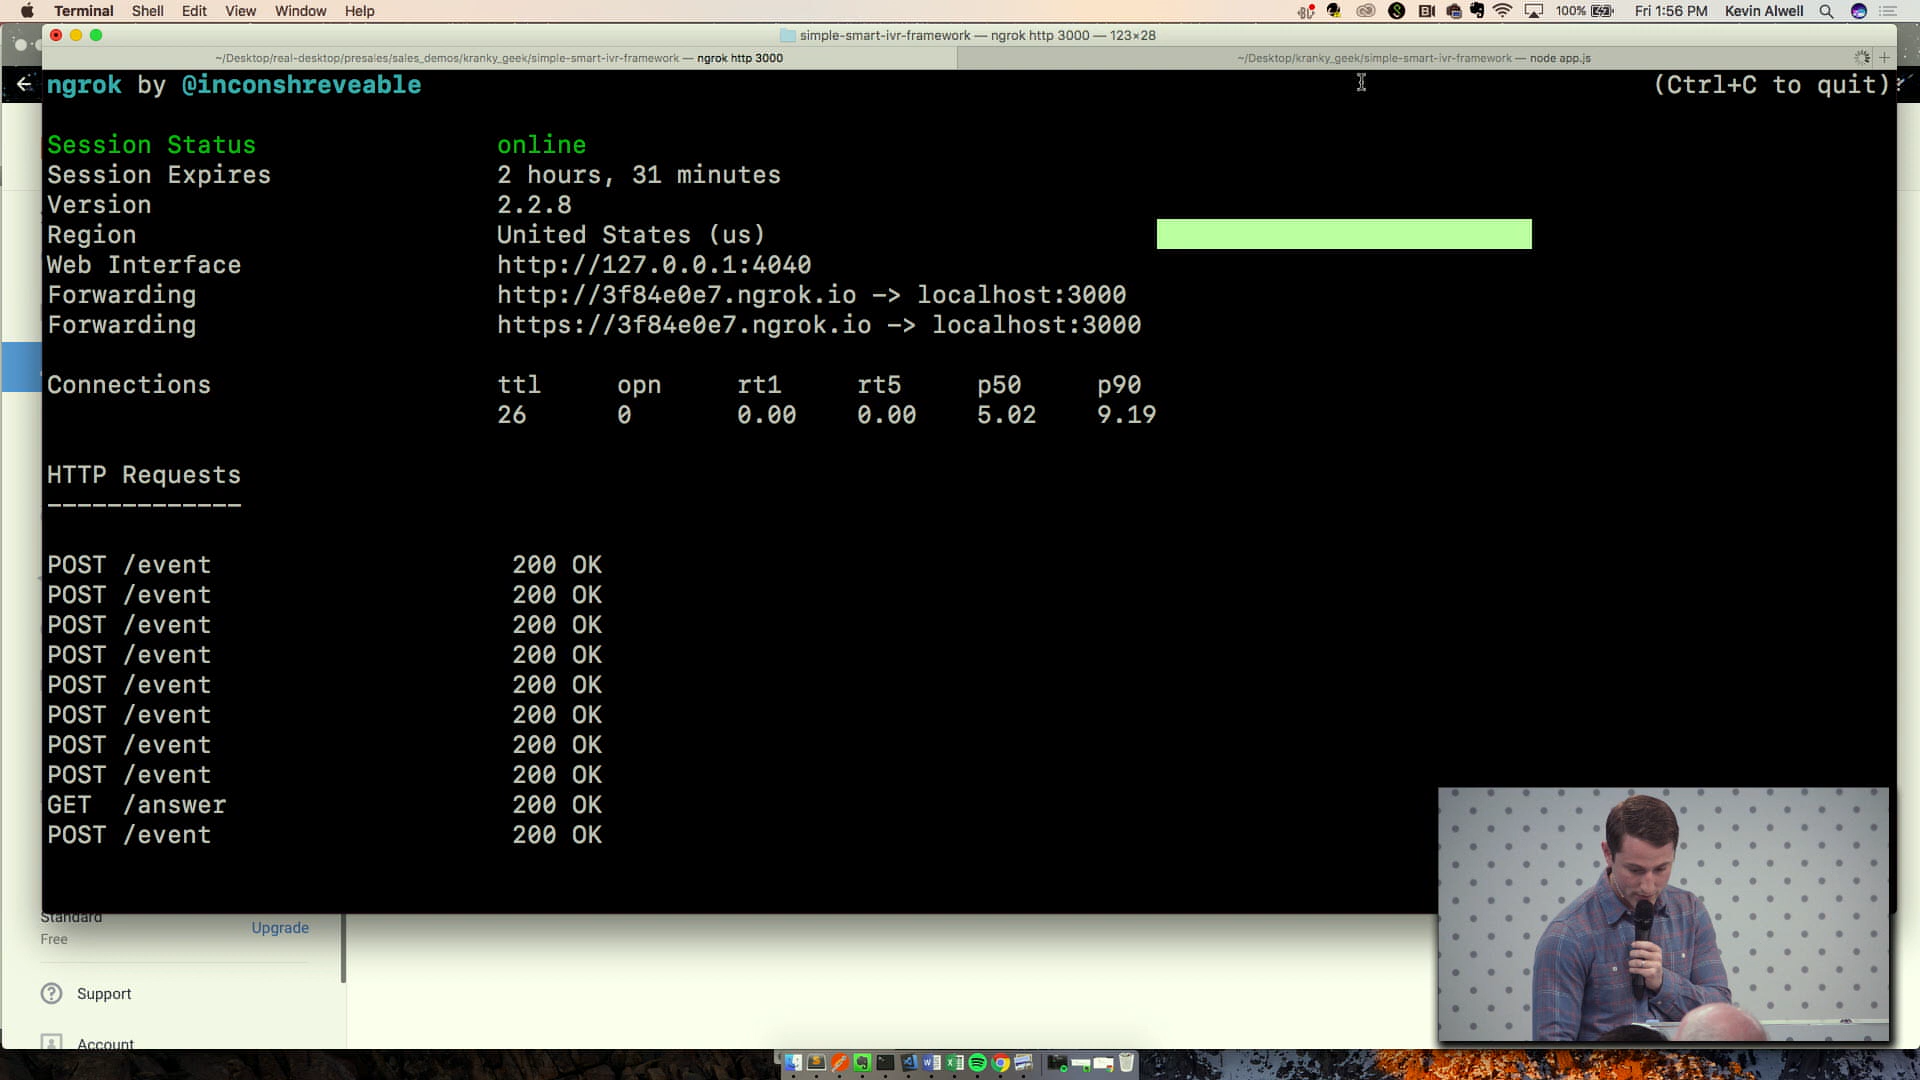 Terminal Shell Edit View Window Help 100% Fri 1:56 PM Kevin Alwell
simple-smart-ivr-framework — ngrok http 3000 — 123×28
~/Desktop/real-desktop/presales/sales_demos/kranky_geek/simple-smart-ivr-framework — ngrok http 3000
~/Desktop/kranky_geek/simple-smart-ivr-framework — node app.js
ngrok by @inconshreveable (Ctrl+C to quit)
Session Status online
Session Expires 2 hours, 31 minutes
Version 2.2.8
Region United States (us)
Web Interface http://127.0.0.1:4040
Forwarding http://3f84e0e7.ngrok.io -> localhost:3000
Forwarding https://3f84e0e7.ngrok.io -> localhost:3000
Connections ttl opn rt1 rt5 p50 p90
26 0 0.00 0.00 5.02 9.19
HTTP Requests
-------------
POST /event 200 OK
POST /event 200 OK
POST /event 200 OK
POST /event 200 OK
POST /event 200 OK
POST /event 200 OK
POST /event 200 OK
POST /event 200 OK
GET /answer 200 OK
POST /event 200 OK
Standard
Free
Upgrade
Support
Account